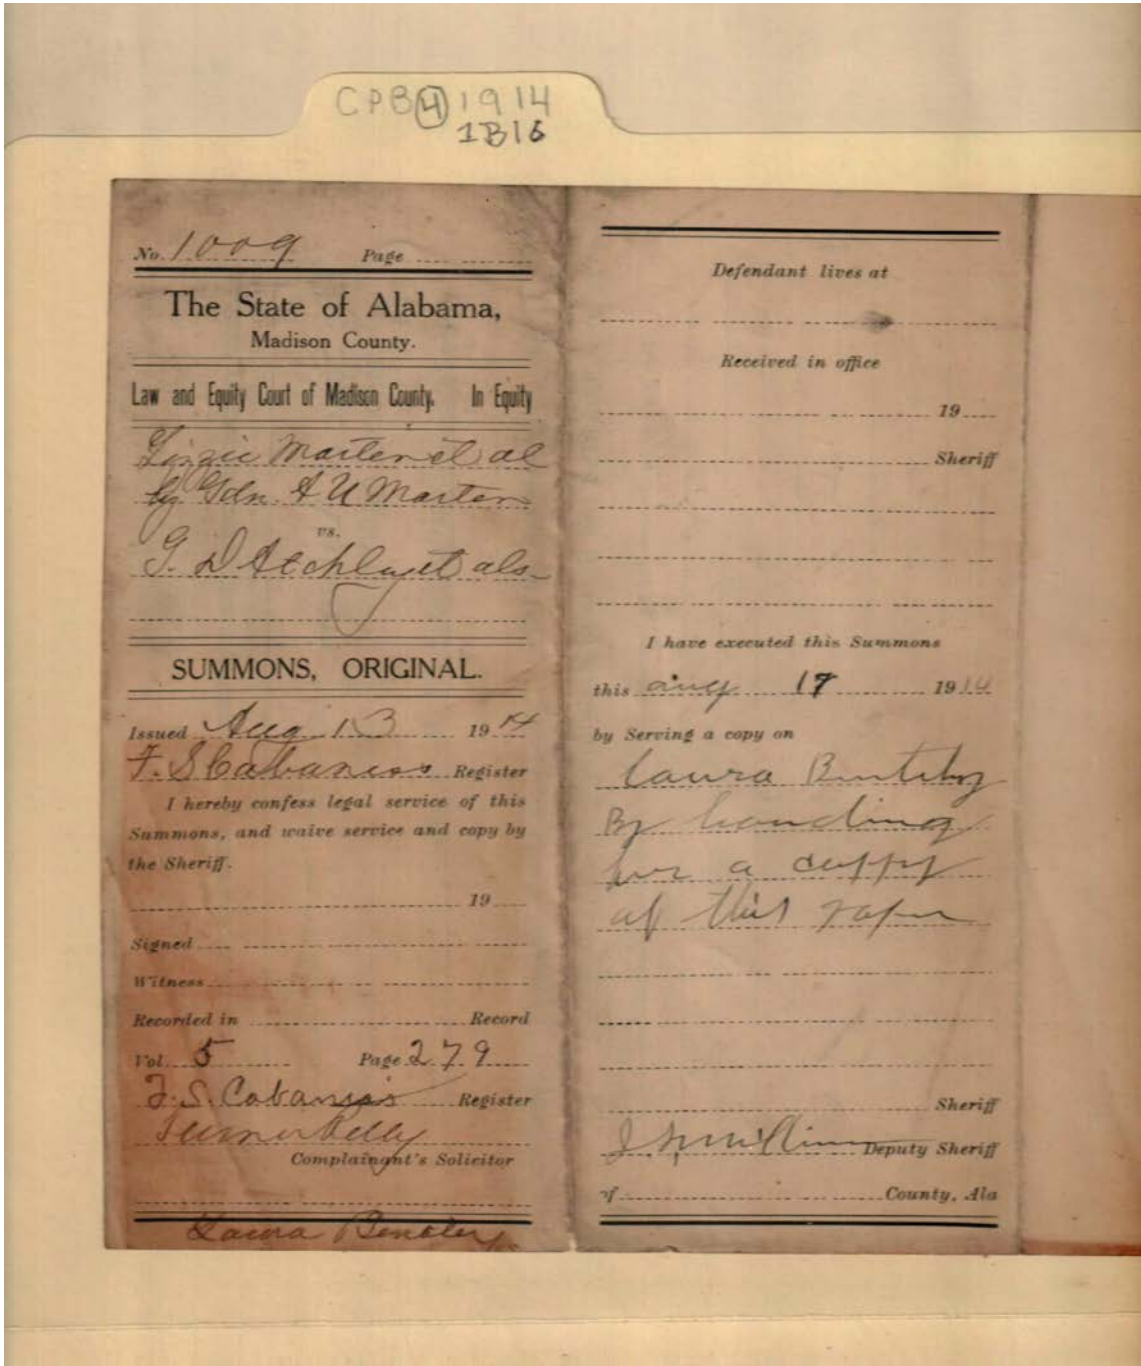 CPB 4 1914
1B16
No. 1009 Page
The State of Alabama,
Madison County.
Law and Equity Court of Madison County. In Equity
Lizzie Marten et al
by Gdn. A U Marten
vs.
G. D et als
SUMMONS, ORIGINAL.
Issued Aug 13 1914
F. S Cabaniss Register
I hereby confess legal service of this
Summons, and waive service and copy by
the Sheriff.
19
Signed
Witness
Recorded in Record
Vol. 5 Page 279
F. S. Cabaniss Register
Complainant's Solicitor
Laura Bentley
Defendant lives at
Received in office
19
Sheriff
I have executed this Summons
this aug 17 191
by Serving a copy on
Laura Bentley
By handing
her a coppy
of this paper
Sheriff
Deputy Sheriff
of County, Ala